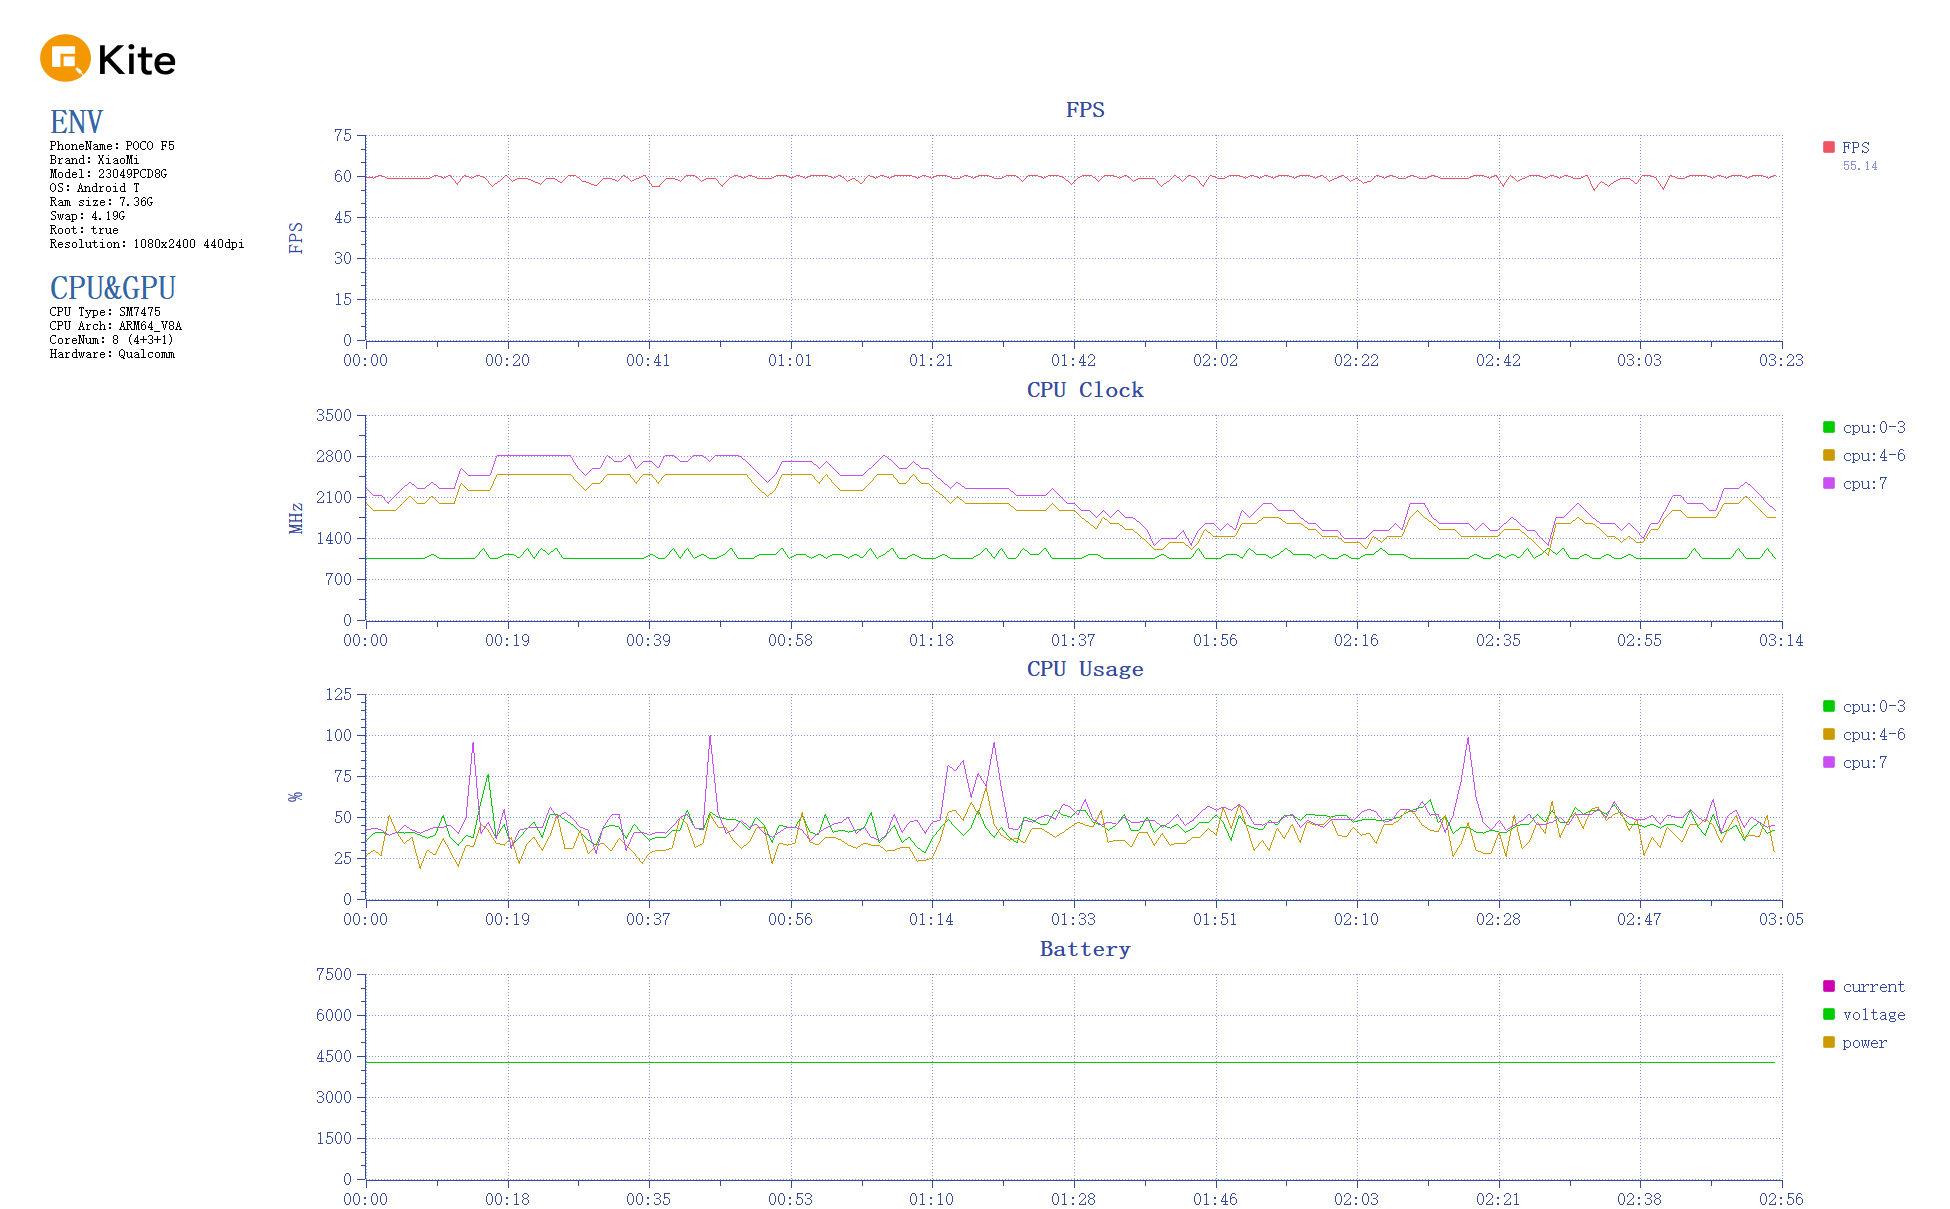 Kite
ENV
PhoneName: POCO F5
Brand: XiaoMi
Model: 23049PCD8G
OS: Android T
Ram size: 7.36G
Swap: 4.19G
Root: true
Resolution: 1080x2400 440dpi
CPU&GPU
CPU Type: SM7475
CPU Arch: ARM64_V8A
CoreNum: 8 (4+3+1)
Hardware: Qualcomm
FPS
75
60
45
30
15
0
FPS
00:00 00:20 00:41 01:01 01:21 01:42 02:02 02:22 02:42 03:03 03:23
FPS
55.14
CPU Clock
3500
2800
2100
1400
700
0
MHz
00:00 00:19 00:39 00:58 01:18 01:37 01:56 02:16 02:35 02:55 03:14
cpu:0-3
cpu:4-6
cpu:7
CPU Usage
125
100
75
50
25
0
%
00:00 00:19 00:37 00:56 01:14 01:33 01:51 02:10 02:28 02:47 03:05
cpu:0-3
cpu:4-6
cpu:7
Battery
7500
6000
4500
3000
1500
0
00:00 00:18 00:35 00:53 01:10 01:28 01:46 02:03 02:21 02:38 02:56
current
voltage
power